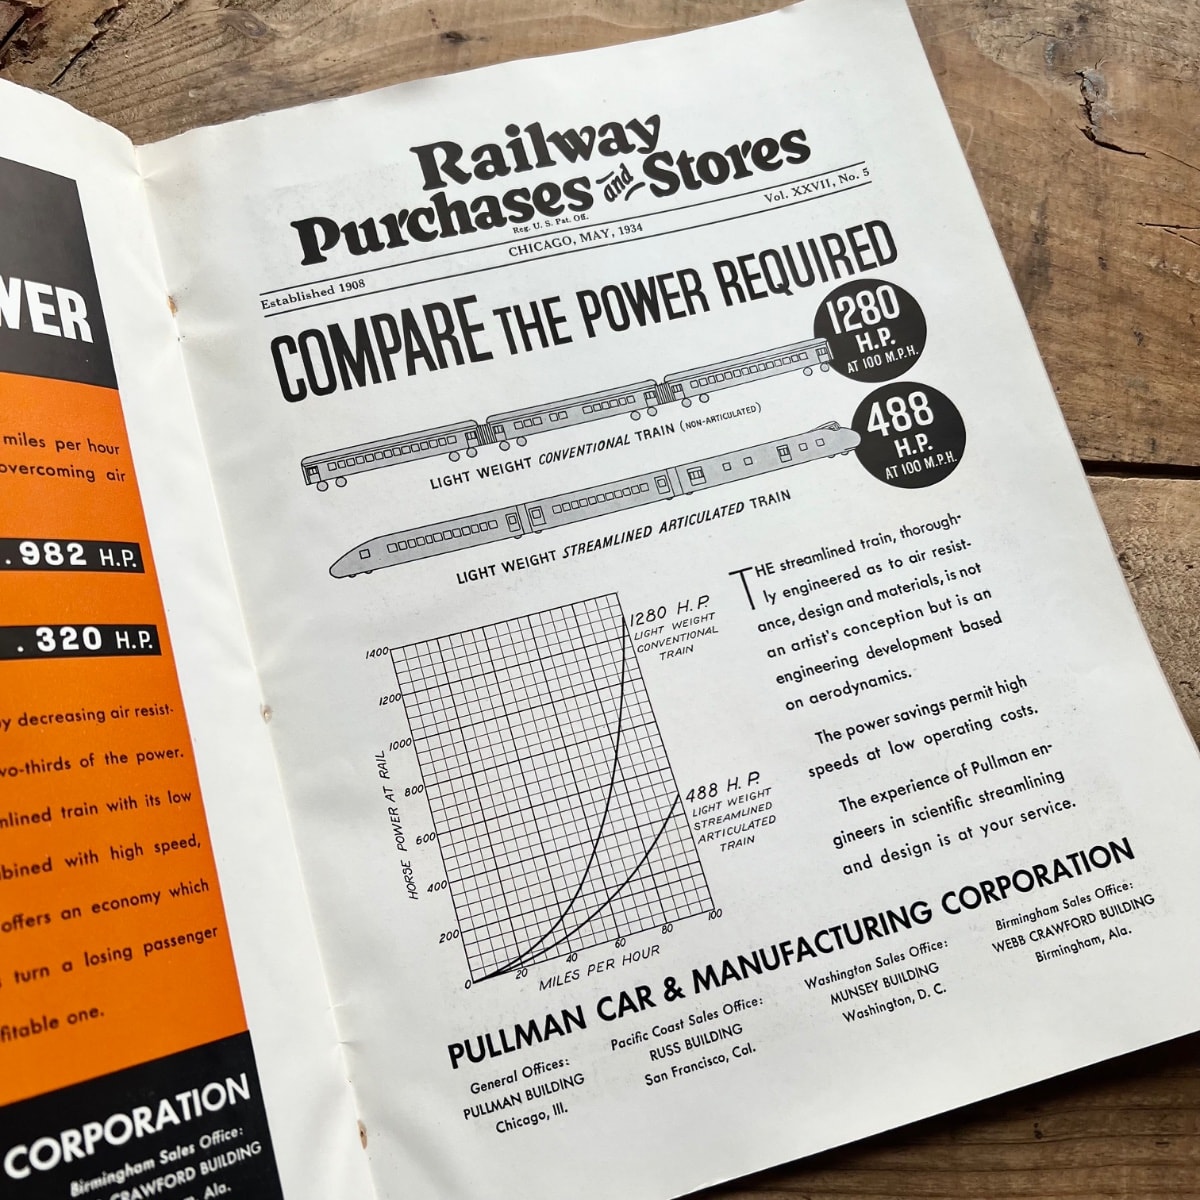 WER
miles per hour
overcoming air
.982 H.P.
.320 H.P.
by decreasing air resist-
two-thirds of the power.
train with its low
with high speed,
offers an economy which
turn a losing passenger
one.
CORPORATION
Birmingham Sales Office:
CRAWFORD BUILDING
Ala.
Railway
Purchases and Stores
Reg. U. S. Pat. Off.
Established 1908
CHICAGO, MAY, 1934
Vol. XXVII, No. 5
COMPARE THE POWER REQUIRED
1280
H.P.
AT 100 M.P.H.
LIGHT WEIGHT CONVENTIONAL TRAIN (NON-ARTICULATED)
488
H.P.
AT 100 M.P.H.
LIGHT WEIGHT STREAMLINED ARTICULATED TRAIN
1400
1200
1000
800
600
400
200
0
20
40
60
80
100
HORSE POWER AT RAIL
MILES PER HOUR
1280 H.P.
LIGHT WEIGHT
CONVENTIONAL
TRAIN
488 H.P.
LIGHT WEIGHT
STREAMLINED
ARTICULATED
TRAIN
THE streamlined train, thorough-
ly engineered as to air resist-
ance, design and materials, is not
an artist's conception but is an
engineering development based
on aerodynamics.
The power savings permit high
speeds at low operating costs.
The experience of Pullman en-
gineers in scientific streamlining
and design is at your service.
PULLMAN CAR & MANUFACTURING CORPORATION
General Offices:
PULLMAN BUILDING
Chicago, Ill.
Pacific Coast Sales Office:
RUSS BUILDING
San Francisco, Cal.
Washington Sales Office:
MUNSEY BUILDING
Washington, D. C.
Birmingham Sales Office:
WEBB CRAWFORD BUILDING
Birmingham, Ala.